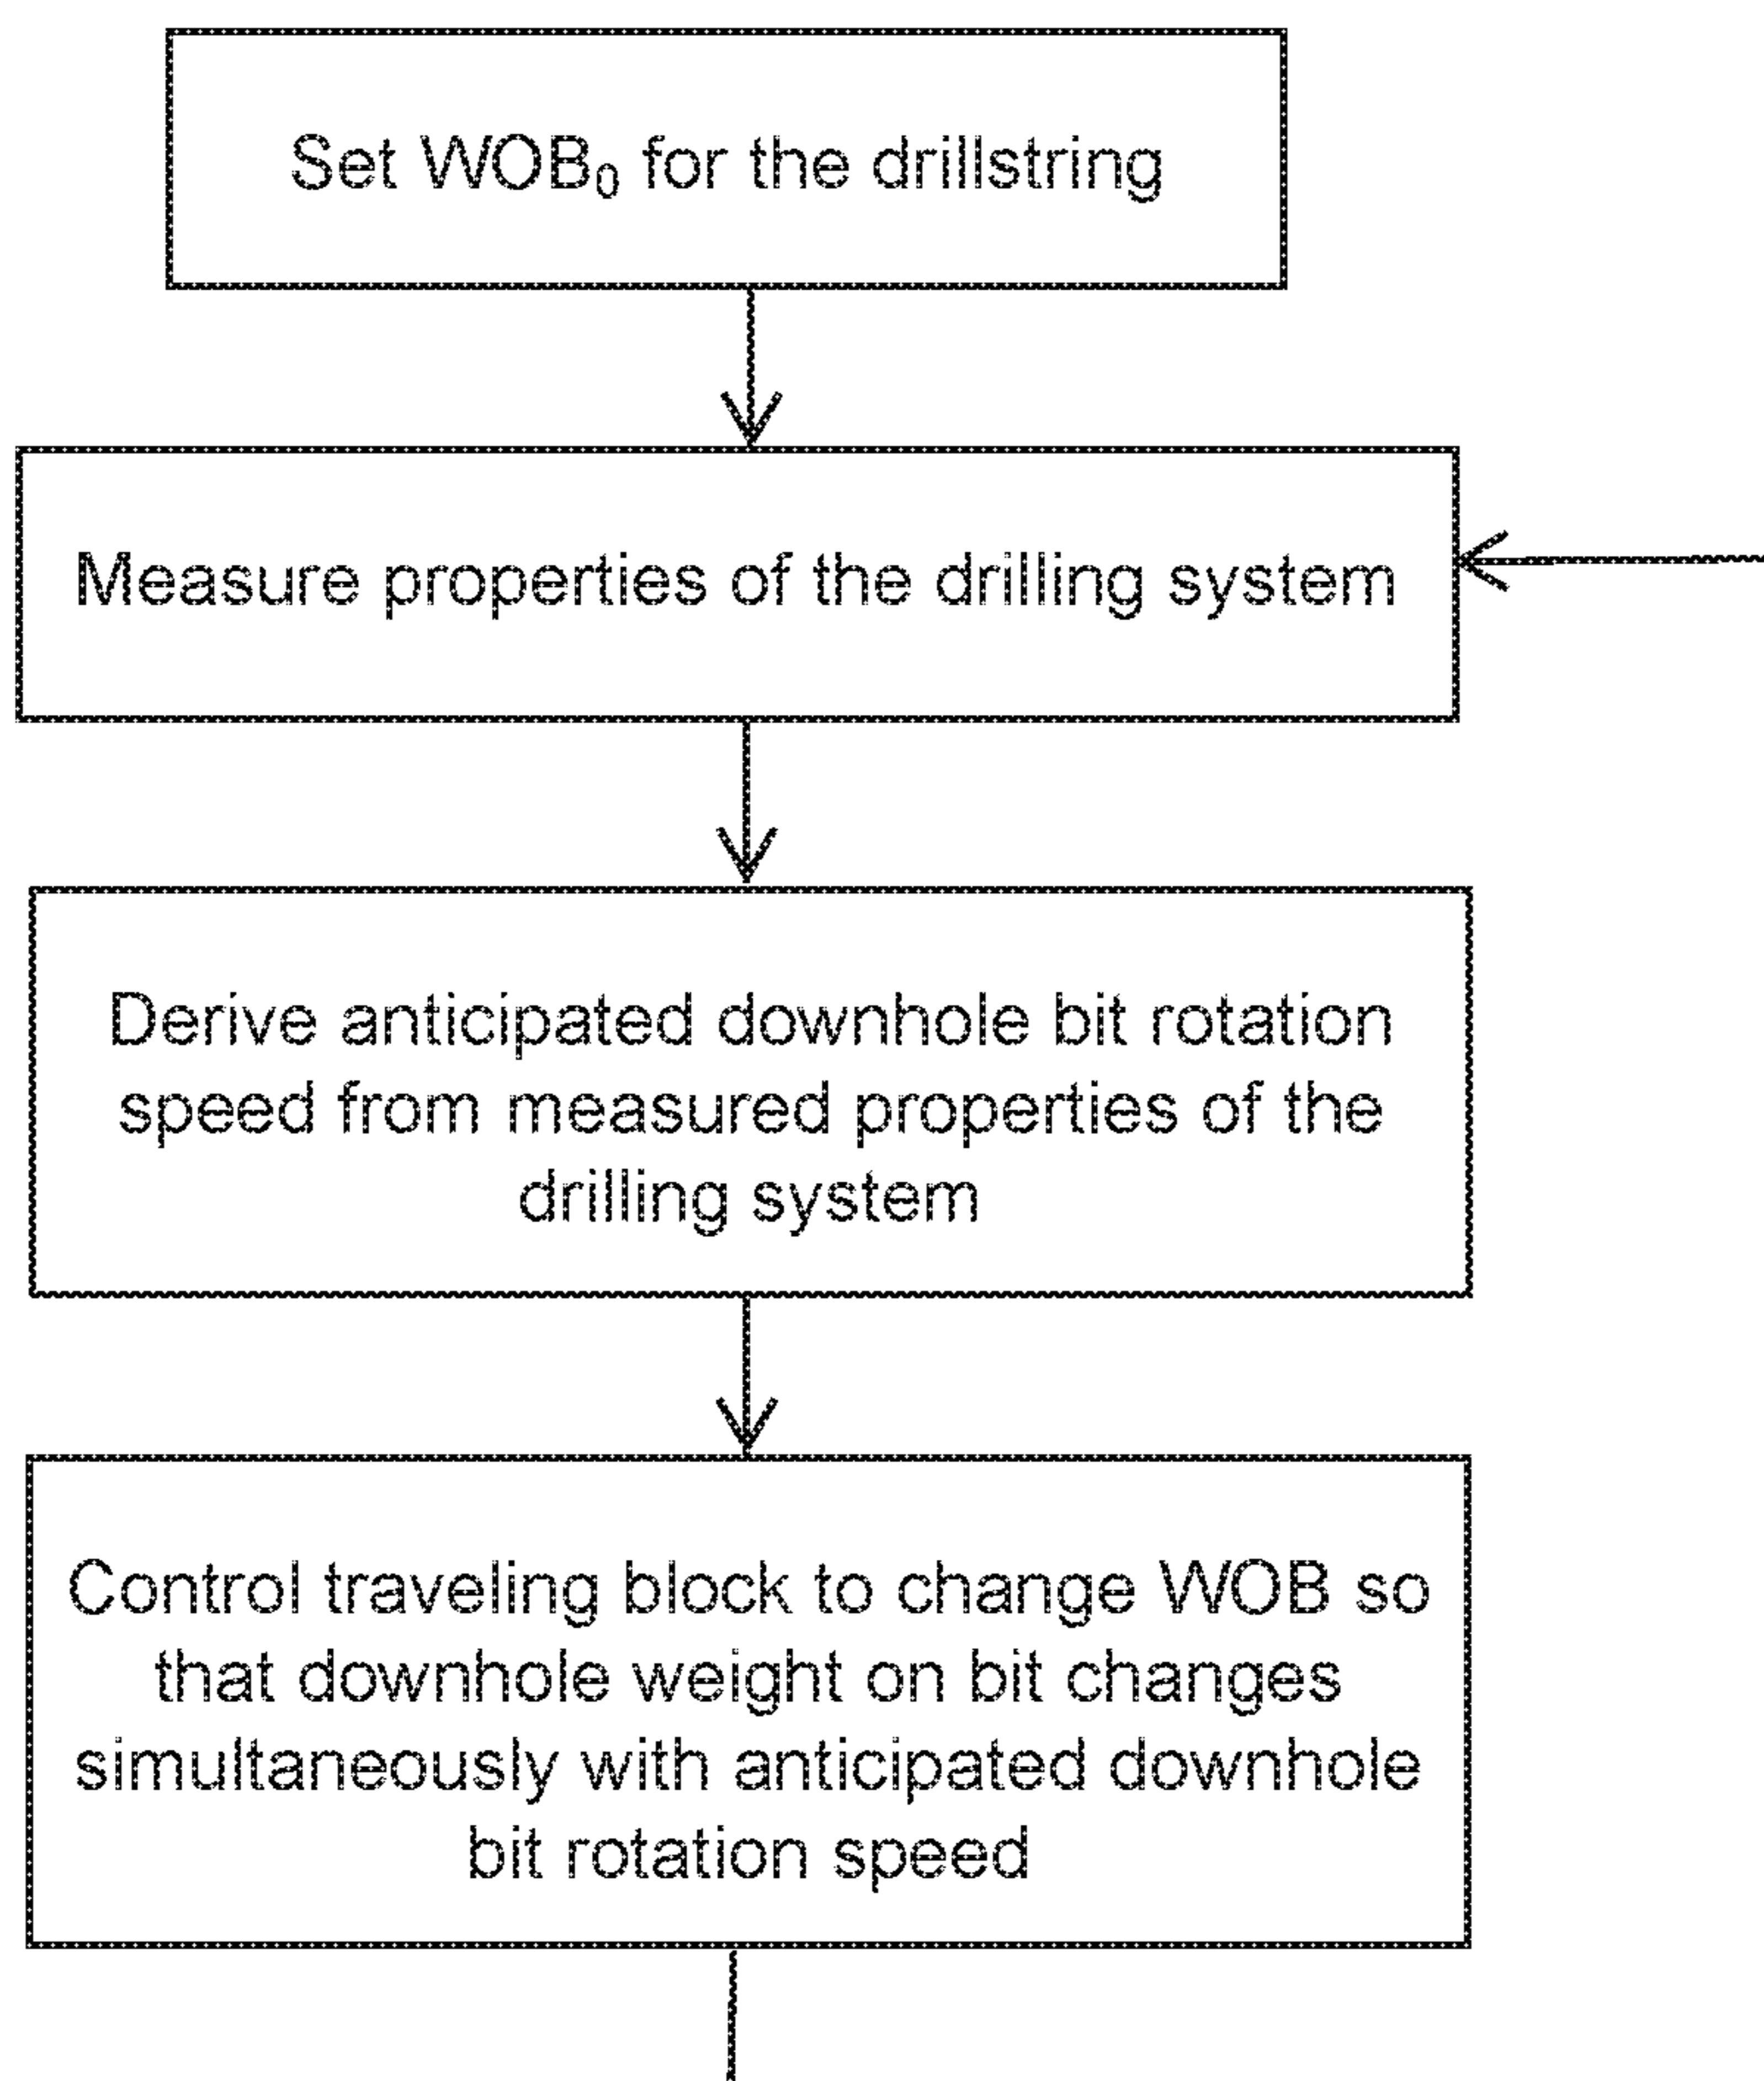 Set WOB₀ for the drillstring
Measure properties of the drilling system
Derive anticipated downhole bit rotation
speed from measured properties of the
drilling system
Control traveling block to change WOB so
that downhole weight on bit changes
simultaneously with anticipated downhole
bit rotation speed